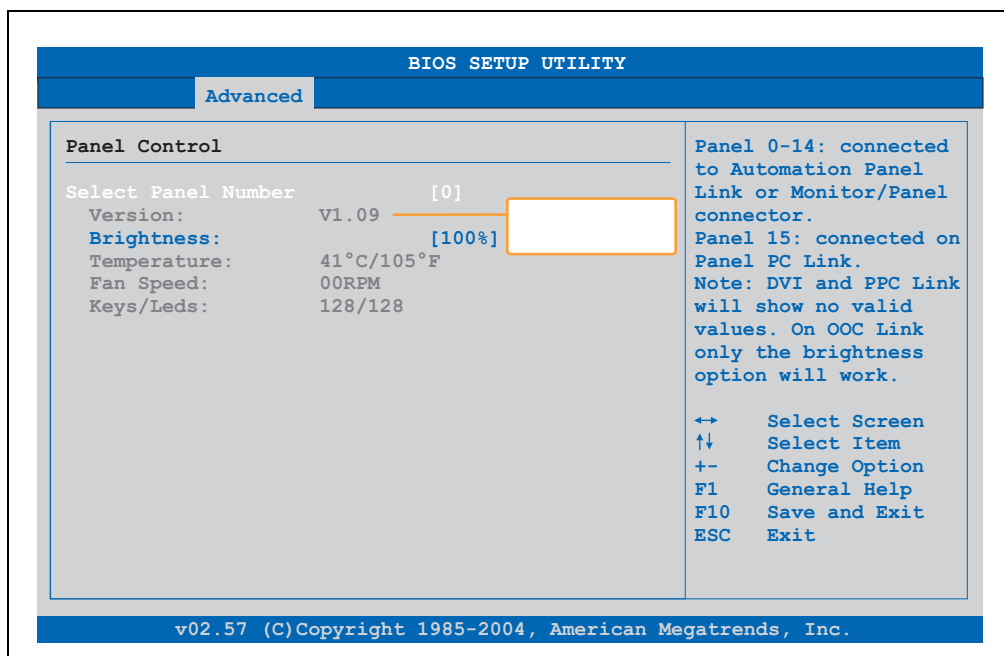 BIOS SETUP UTILITY
Advanced
Panel Control
Select Panel Number [0]
Version: V1.09
Brightness: [100%]
Temperature: 41°C/105°F
Fan Speed: 00RPM
Keys/Leds: 128/128
Panel 0-14: connected
to Automation Panel
Link or Monitor/Panel
connector.
Panel 15: connected on
Panel PC Link.
Note: DVI and PPC Link
will show no valid
values. On OOC Link
only the brightness
option will work.
↔ Select Screen
↑↓ Select Item
+- Change Option
F1 General Help
F10 Save and Exit
ESC Exit
v02.57 (C)Copyright 1985-2004, American Megatrends, Inc.